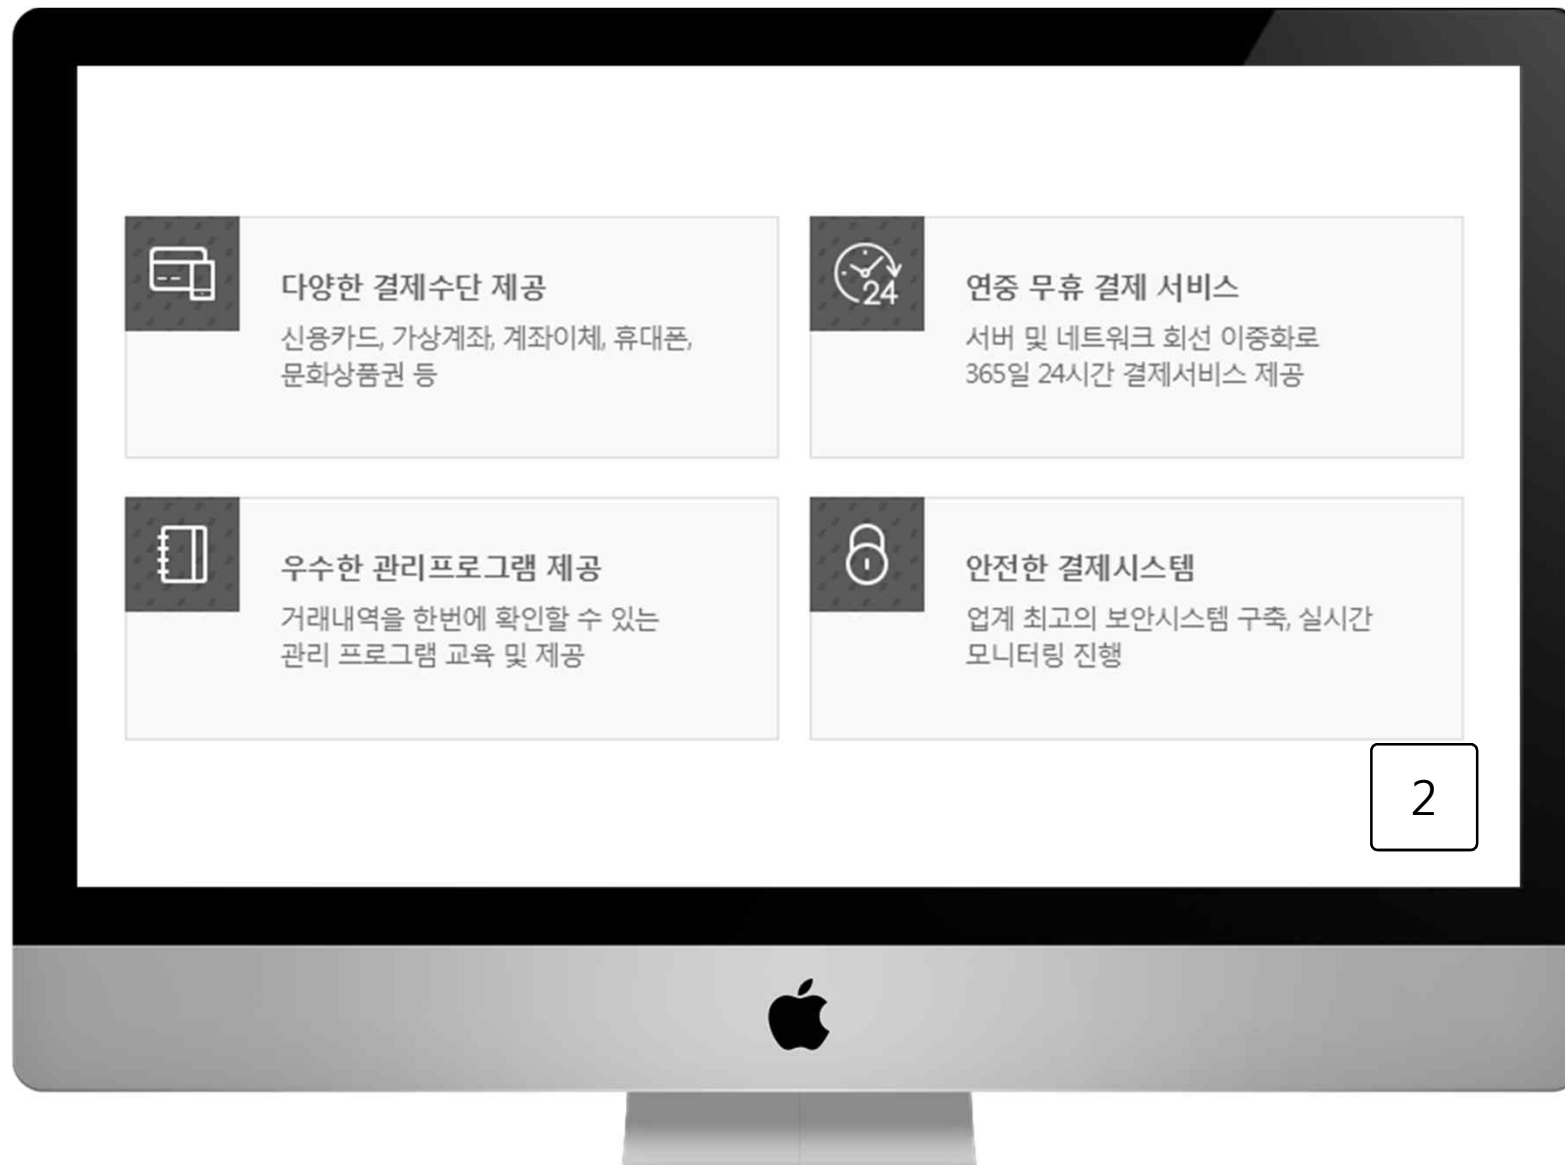 다양한 결제수단 제공
신용카드, 가상계좌, 계좌이체, 휴대폰,
문화상품권 등
24
연중 무휴 결제 서비스
서버 및 네트워크 회선 이중화로
365일 24시간 결제서비스 제공
우수한 관리프로그램 제공
거래내역을 한번에 확인할 수 있는
관리 프로그램 교육 및 제공
안전한 결제시스템
업계 최고의 보안시스템 구축, 실시간
모니터링 진행
2